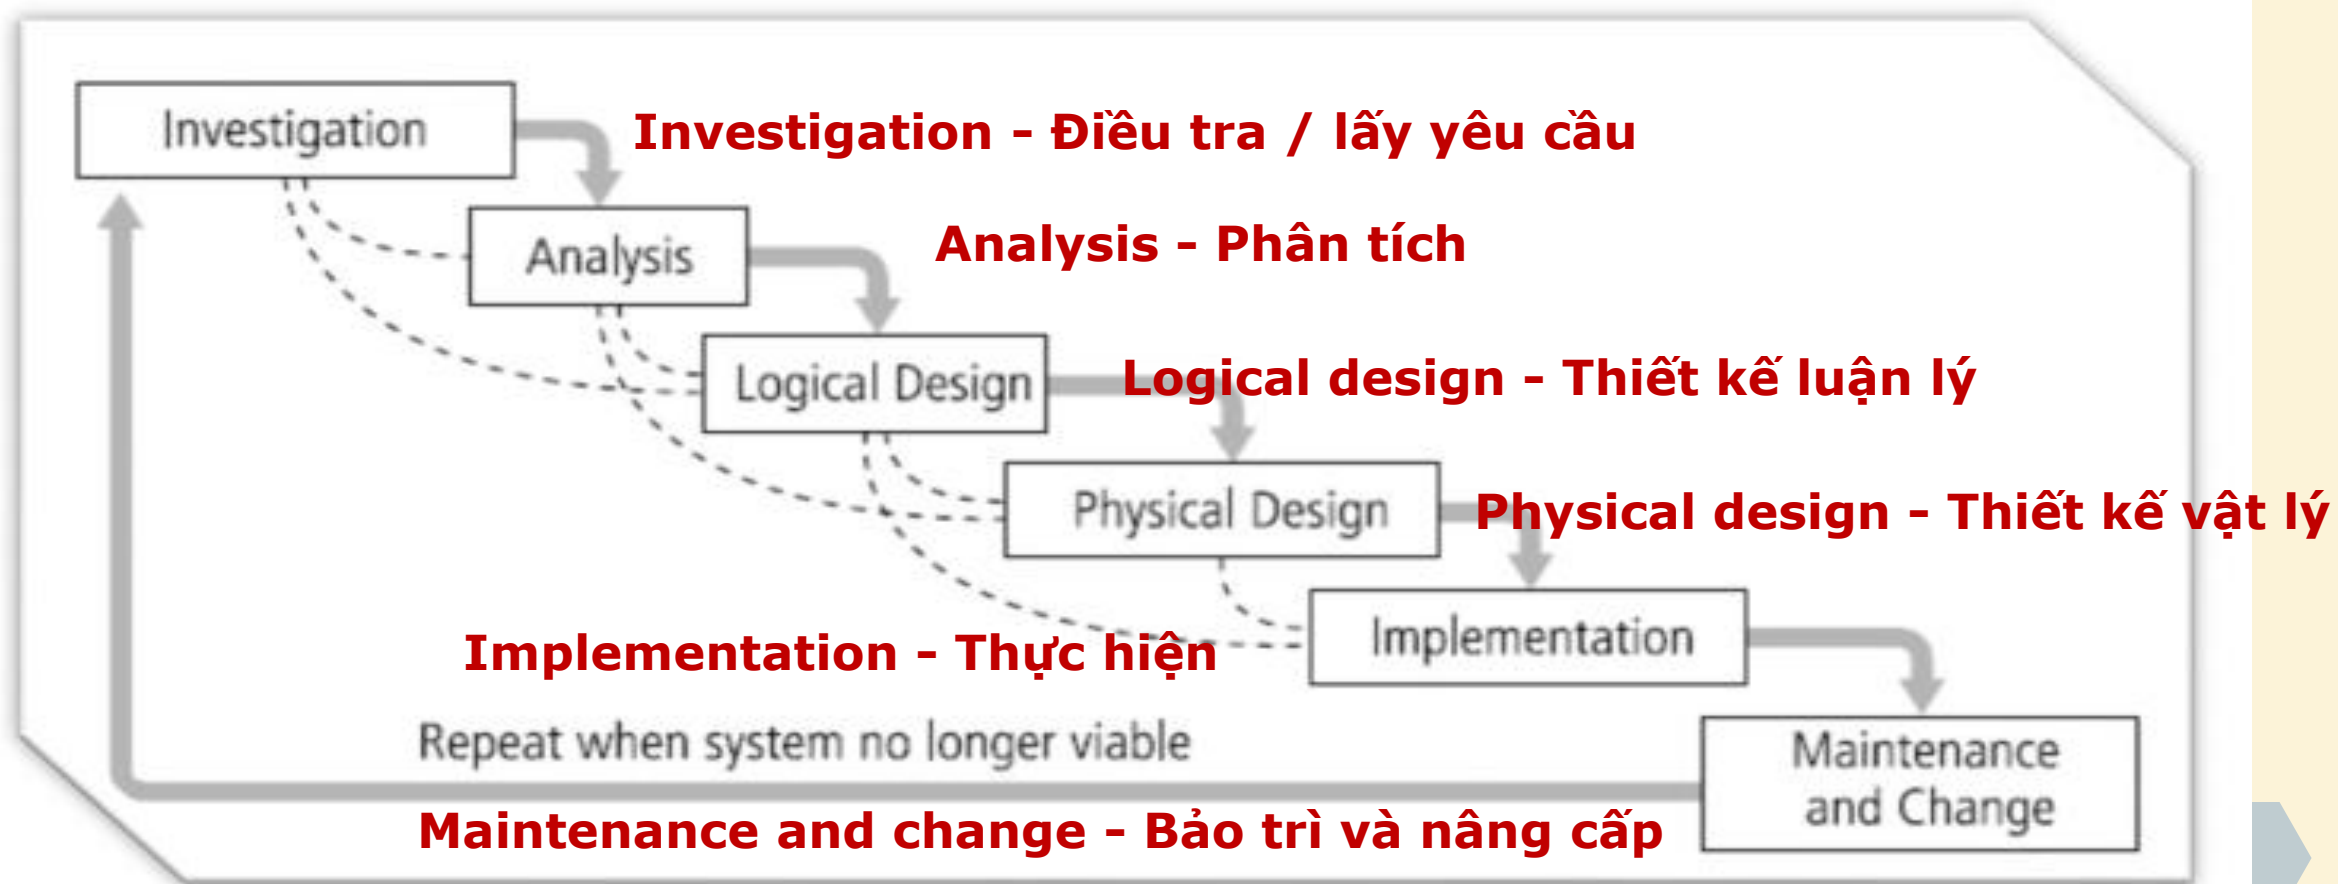 Investigation
Investigation - Điều tra / lấy yêu cầu
Analysis
Analysis - Phân tích
Logical Design
Logical design - Thiết kế luận lý
Physical Design
Physical design - Thiết kế vật lý
Implementation
Implementation - Thực hiện
Repeat when system no longer viable
Maintenance
and Change
Maintenance and change - Bảo trì và nâng cấp